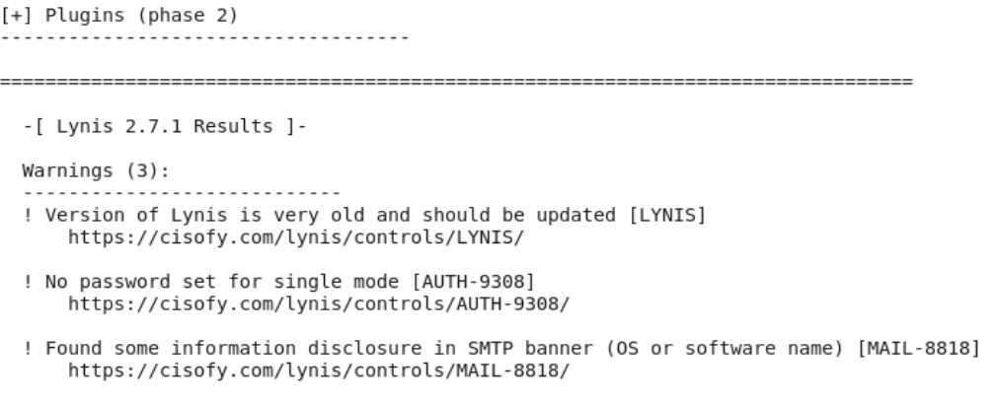 [+] Plugins (phase 2)
------------------------------------
================================================================================
-[ Lynis 2.7.1 Results ]-
Warnings (3):
----------------------------
! Version of Lynis is very old and should be updated [LYNIS]
https://cisofy.com/lynis/controls/LYNIS/
! No password set for single mode [AUTH-9308]
https://cisofy.com/lynis/controls/AUTH-9308/
! Found some information disclosure in SMTP banner (OS or software name) [MAIL-8818]
https://cisofy.com/lynis/controls/MAIL-8818/